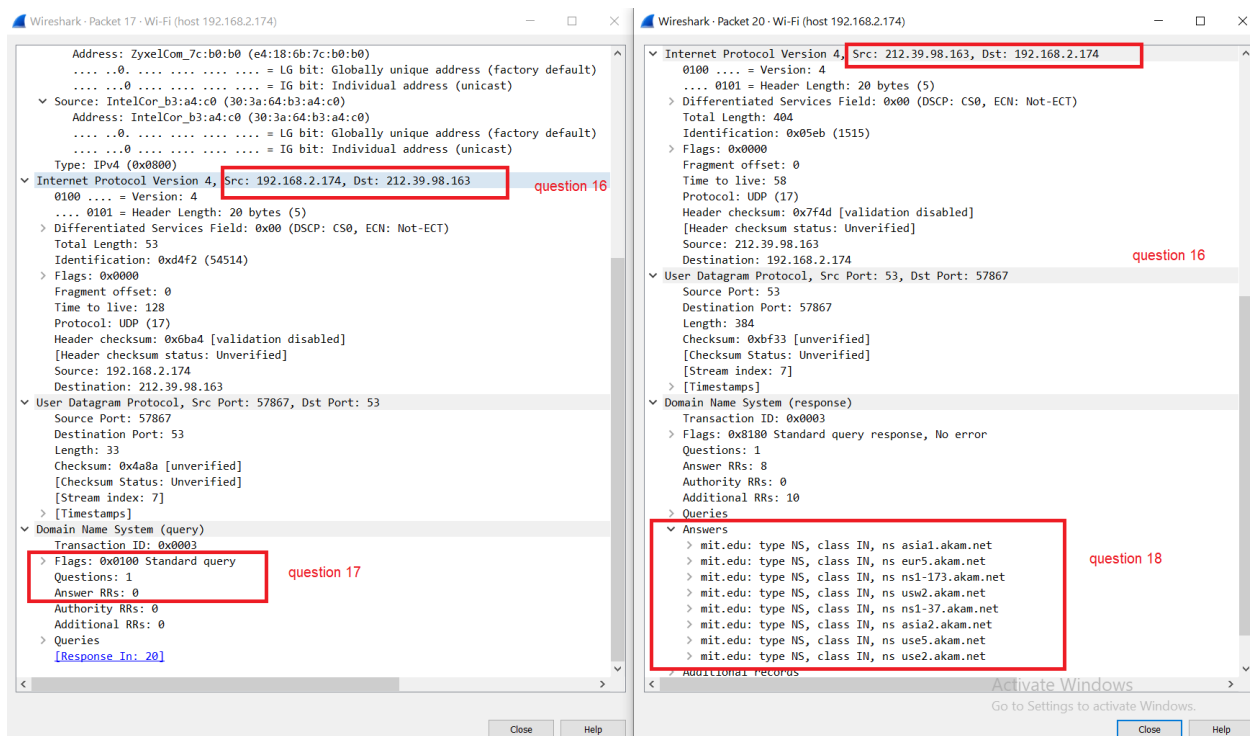 Wireshark · Packet 17 · Wi-Fi (host 192.168.2.174)
Address: ZyxelCom_7c:b0:b0 (e4:18:6b:7c:b0:b0)
.... ..0. .... .... .... .... = LG bit: Globally unique address (factory default)
.... ...0 .... .... .... .... = IG bit: Individual address (unicast)
Source: IntelCor_b3:a4:c0 (30:3a:64:b3:a4:c0)
Address: IntelCor_b3:a4:c0 (30:3a:64:b3:a4:c0)
.... ..0. .... .... .... .... = LG bit: Globally unique address (factory default)
.... ...0 .... .... .... .... = IG bit: Individual address (unicast)
Type: IPv4 (0x0800)
Internet Protocol Version 4, Src: 192.168.2.174, Dst: 212.39.98.163
question 16
0100 .... = Version: 4
.... 0101 = Header Length: 20 bytes (5)
Differentiated Services Field: 0x00 (DSCP: CS0, ECN: Not-ECT)
Total Length: 53
Identification: 0xd4f2 (54514)
Flags: 0x0000
Fragment offset: 0
Time to live: 128
Protocol: UDP (17)
Header checksum: 0x6ba4 [validation disabled]
[Header checksum status: Unverified]
Source: 192.168.2.174
Destination: 212.39.98.163
User Datagram Protocol, Src Port: 57867, Dst Port: 53
Source Port: 57867
Destination Port: 53
Length: 33
Checksum: 0x4a8a [unverified]
[Checksum Status: Unverified]
[Stream index: 7]
[Timestamps]
Domain Name System (query)
Transaction ID: 0x0003
Flags: 0x0100 Standard query
Questions: 1
question 17
Answer RRs: 0
Authority RRs: 0
Additional RRs: 0
Queries
[Response In: 20]
Close Help
Wireshark · Packet 20 · Wi-Fi (host 192.168.2.174)
Internet Protocol Version 4, Src: 212.39.98.163, Dst: 192.168.2.174
0100 .... = Version: 4
.... 0101 = Header Length: 20 bytes (5)
Differentiated Services Field: 0x00 (DSCP: CS0, ECN: Not-ECT)
Total Length: 404
Identification: 0x05eb (1515)
Flags: 0x0000
Fragment offset: 0
Time to live: 58
Protocol: UDP (17)
Header checksum: 0x7f4d [validation disabled]
[Header checksum status: Unverified]
Source: 212.39.98.163
Destination: 192.168.2.174
question 16
User Datagram Protocol, Src Port: 53, Dst Port: 57867
Source Port: 53
Destination Port: 57867
Length: 384
Checksum: 0xbf33 [unverified]
[Checksum Status: Unverified]
[Stream index: 7]
[Timestamps]
Domain Name System (response)
Transaction ID: 0x0003
Flags: 0x8180 Standard query response, No error
Questions: 1
Answer RRs: 8
Authority RRs: 0
Additional RRs: 10
Queries
Answers
mit.edu: type NS, class IN, ns asia1.akam.net
mit.edu: type NS, class IN, ns eur5.akam.net
question 18
mit.edu: type NS, class IN, ns ns1-173.akam.net
mit.edu: type NS, class IN, ns usw2.akam.net
mit.edu: type NS, class IN, ns ns1-37.akam.net
mit.edu: type NS, class IN, ns asia2.akam.net
mit.edu: type NS, class IN, ns use5.akam.net
mit.edu: type NS, class IN, ns use2.akam.net
Additional records
Activate Windows
Go to Settings to activate Windows.
Close Help